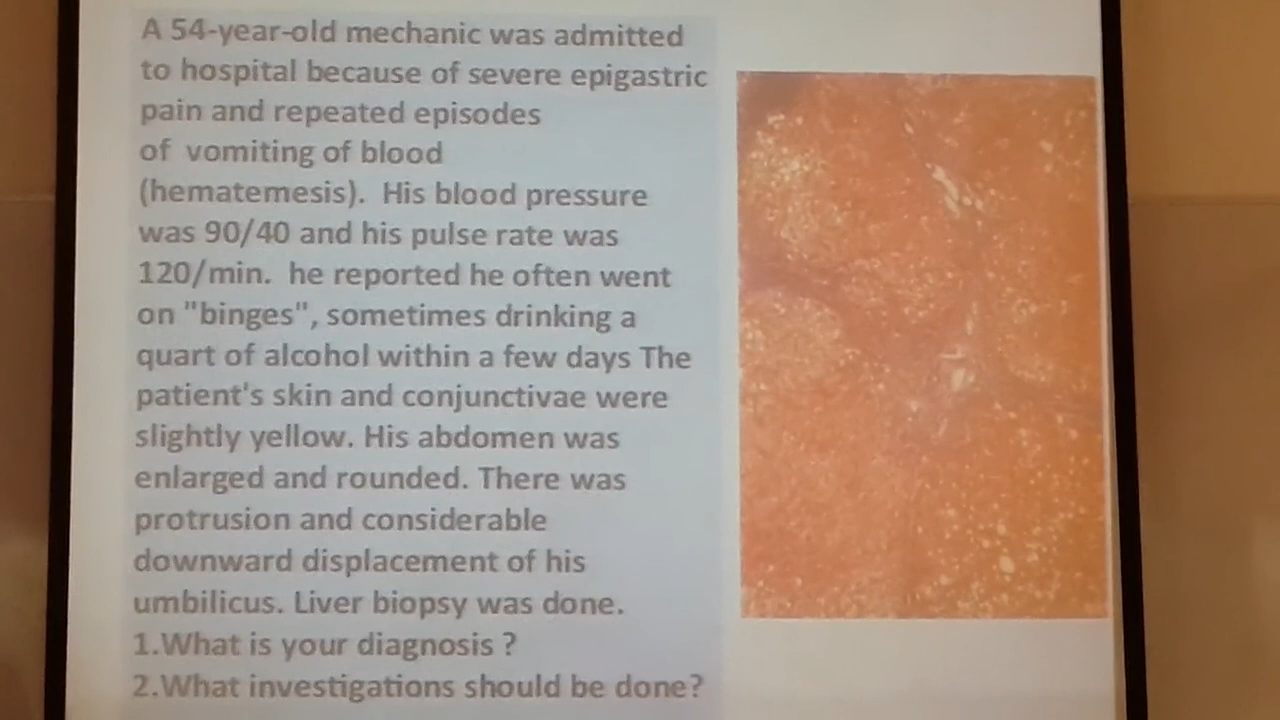 A 54-year-old mechanic was admitted
to hospital because of severe epigastric
pain and repeated episodes
of vomiting of blood
(hematemesis). His blood pressure
was 90/40 and his pulse rate was
120/min. he reported he often went
on "binges", sometimes drinking a
quart of alcohol within a few days The
patient's skin and conjunctivae were
slightly yellow. His abdomen was
enlarged and rounded. There was
protrusion and considerable
downward displacement of his
umbilicus. Liver biopsy was done.
1.What is your diagnosis ?
2.What investigations should be done?